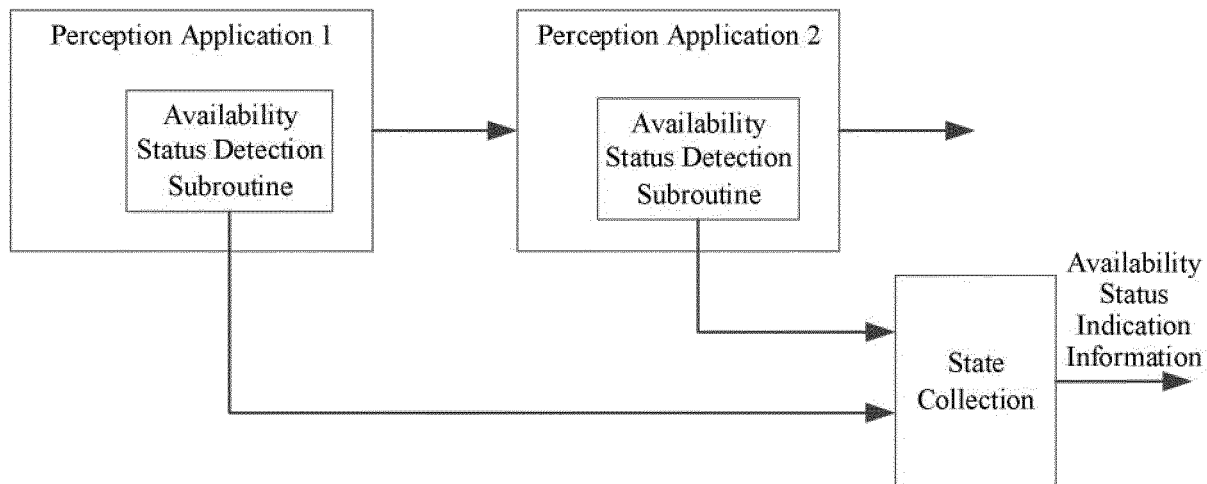 Perception Application 1
Availability
Status Detection
Subroutine
Perception Application 2
Availability
Status Detection
Subroutine
State
Collection
Availability
Status
Indication
Information